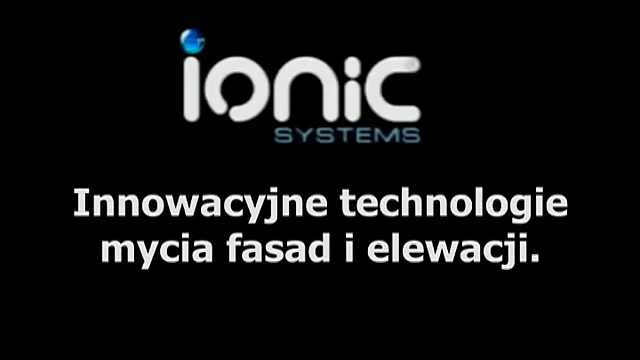 ionic
SYSTEMS
Innowacyjne technologie
mycia fasad i elewacji.